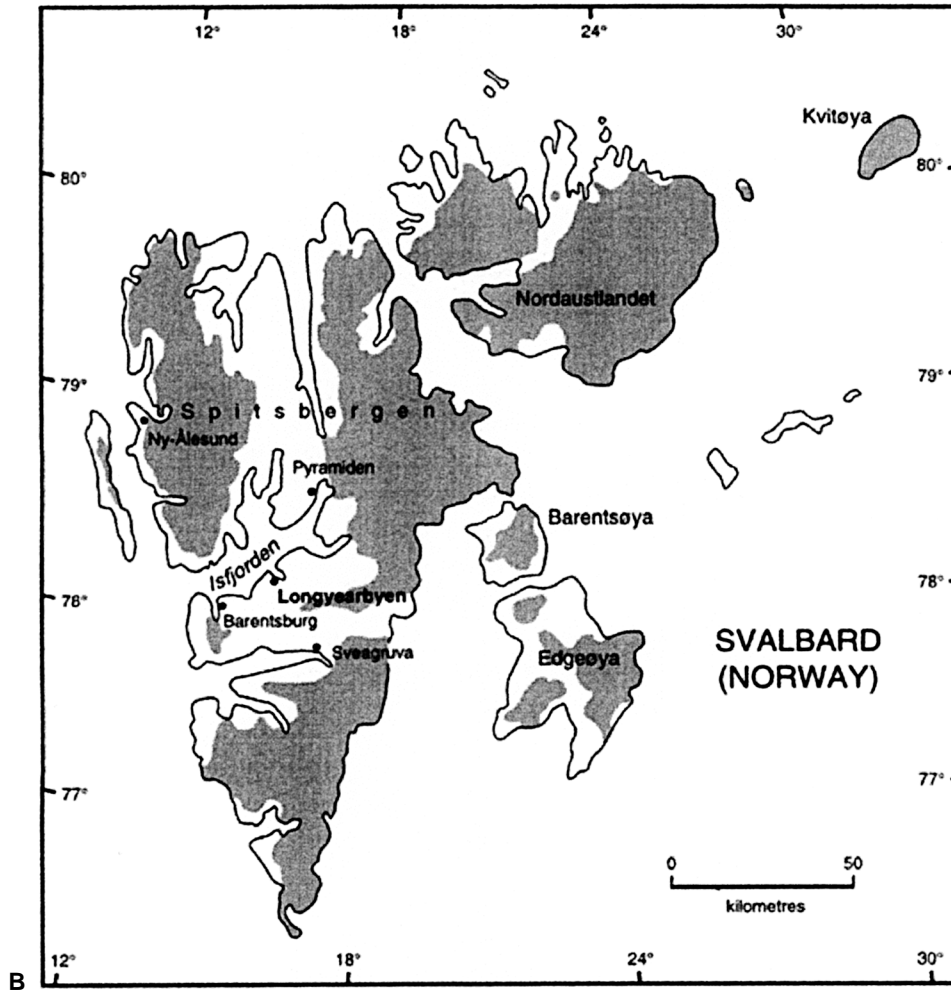 12° 18° 24° 30°
Kvitøya
80° 80°
Nordaustlandet
79° 79°
Spitsbergen
Ny-Ålesund
Pyramiden
Barentsøya
Isfjorden
78° 78°
Longyearbyen
Barentsburg
SVALBARD
(NORWAY)
Sveagruva
Edgeøya
77° 77°
0 50
kilometres
12° 18° 24° 30°
B